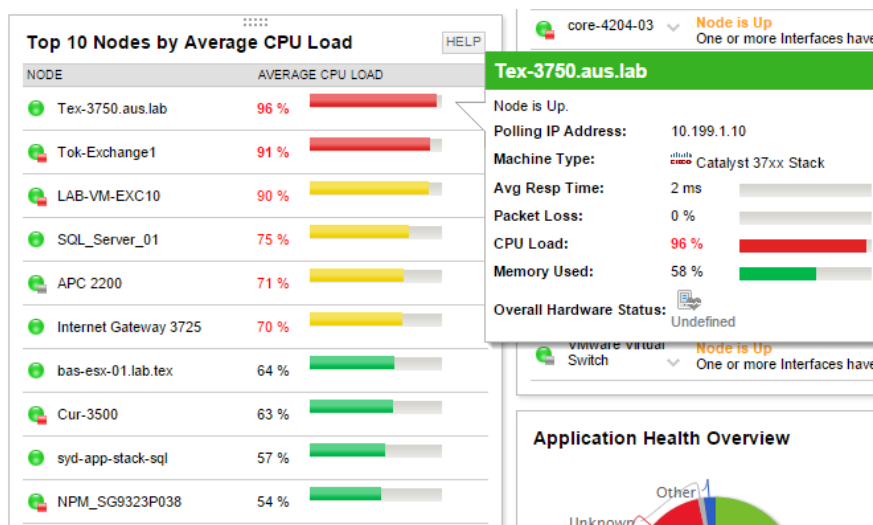 Top 10 Nodes by Average CPU Load
HELP
NODE AVERAGE CPU LOAD
Tex-3750.aus.lab 96 %
Tok-Exchange1 91 %
LAB-VM-EXC10 90 %
SQL_Server_01 75 %
APC 2200 71 %
Internet Gateway 3725 70 %
bas-esx-01.lab.tex 64 %
Cur-3500 63 %
syd-app-stack-sql 57 %
NPM_SG9323P038 54 %
core-4204-03 Node is Up
One or more Interfaces have
Tex-3750.aus.lab
Node is Up.
Polling IP Address: 10.199.1.10
Machine Type: CISCO Catalyst 37xx Stack
Avg Resp Time: 2 ms
Packet Loss: 0 %
CPU Load: 96 %
Memory Used: 58 %
Overall Hardware Status: Undefined
VMware Virtual Switch Node is Up
One or more Interfaces have
Application Health Overview
Other
Unknown